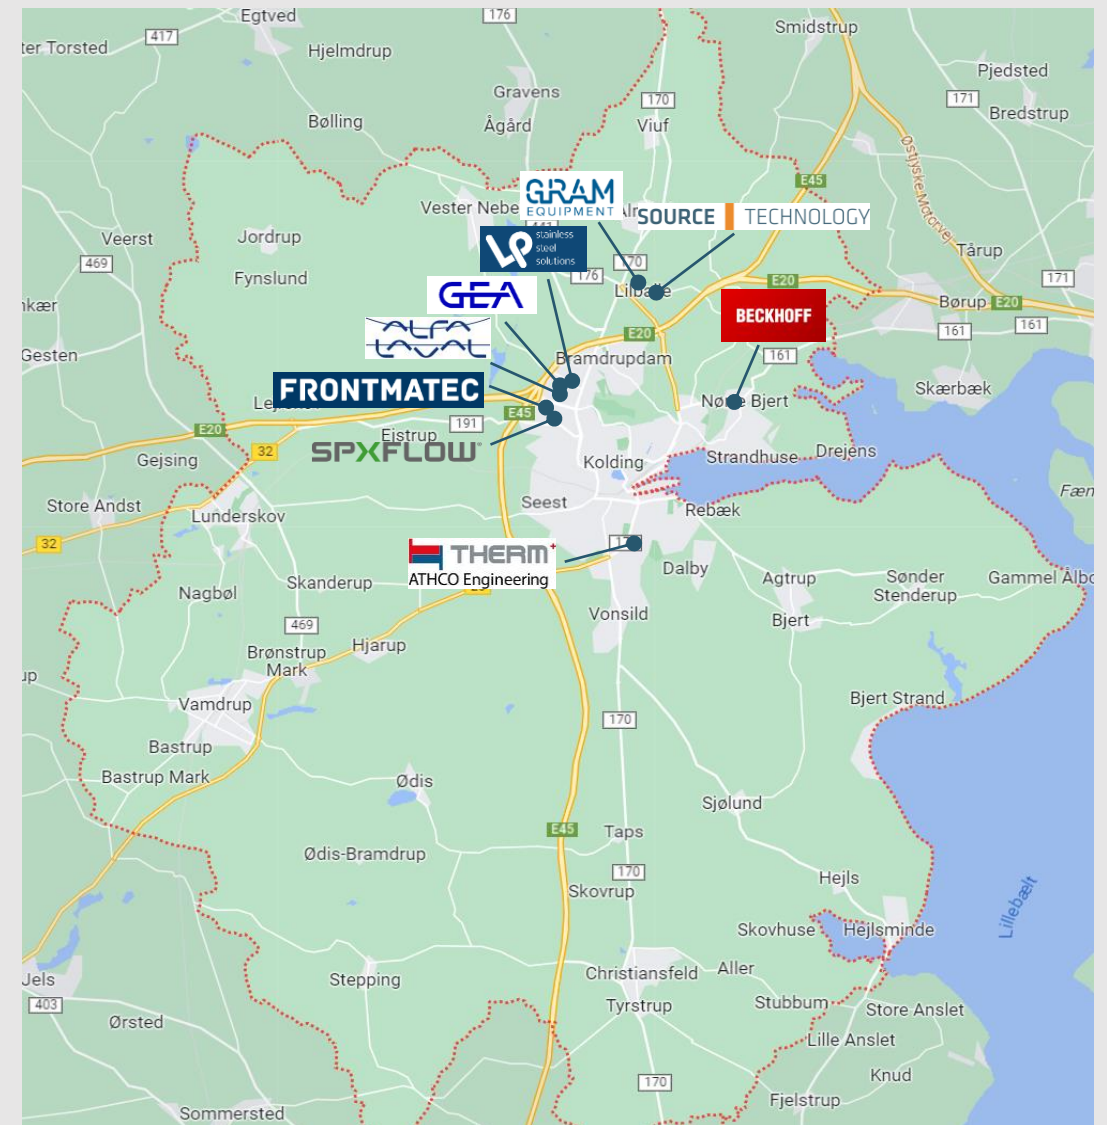 Egtved
176
Smidstrup
417
ter Torsted
Hjelmdrup
Pjedsted
Gravens
170
171
Bredstrup
Bølling
Ågård
Viuf
Østjyske Motorvej
E45
GRAM
EQUIPMENT
Vester Nebe
SOURCE TECHNOLOGY
Veerst
Jordrup
LP stainless
steel
solutions
Tårup
469
170
Fynslund
176
E20
171
GEA
Lilballe
nkær
Børup
E20
BECKHOFF
161
161
ALFA
LAVAL
E20
Gesten
Bramdrupdam
161
FRONTMATEC
Skærbæk
Nørre Bjert
E45
E20
191
Ejstrup
32
SPXFLOW
Gejsing
Kolding
Strandhuse
Drejens
Store Andst
Seest
Rebæk
Lunderskov
32
THERM+
ATHCO Engineering
Dalby
Agtrup
Sønder
Stenderup
Gammel Ålbo
Skanderup
Nagbøl
Vonsild
Bjert
469
Hjarup
Brønstrup
Mark
up
Vamdrup
Bjert Strand
170
Bastrup
Bastrup Mark
Ødis
Sjølund
E45
Taps
Ødis-Bramdrup
170
Skovrup
Hejls
Lillebælt
Skovhuse
Hejlsminde
Jels
Stepping
Christiansfeld
Aller
403
Tyrstrup
Stubbum
Store Anslet
Ørsted
Lille Anslet
170
Knud
Sommersted
Fjelstrup